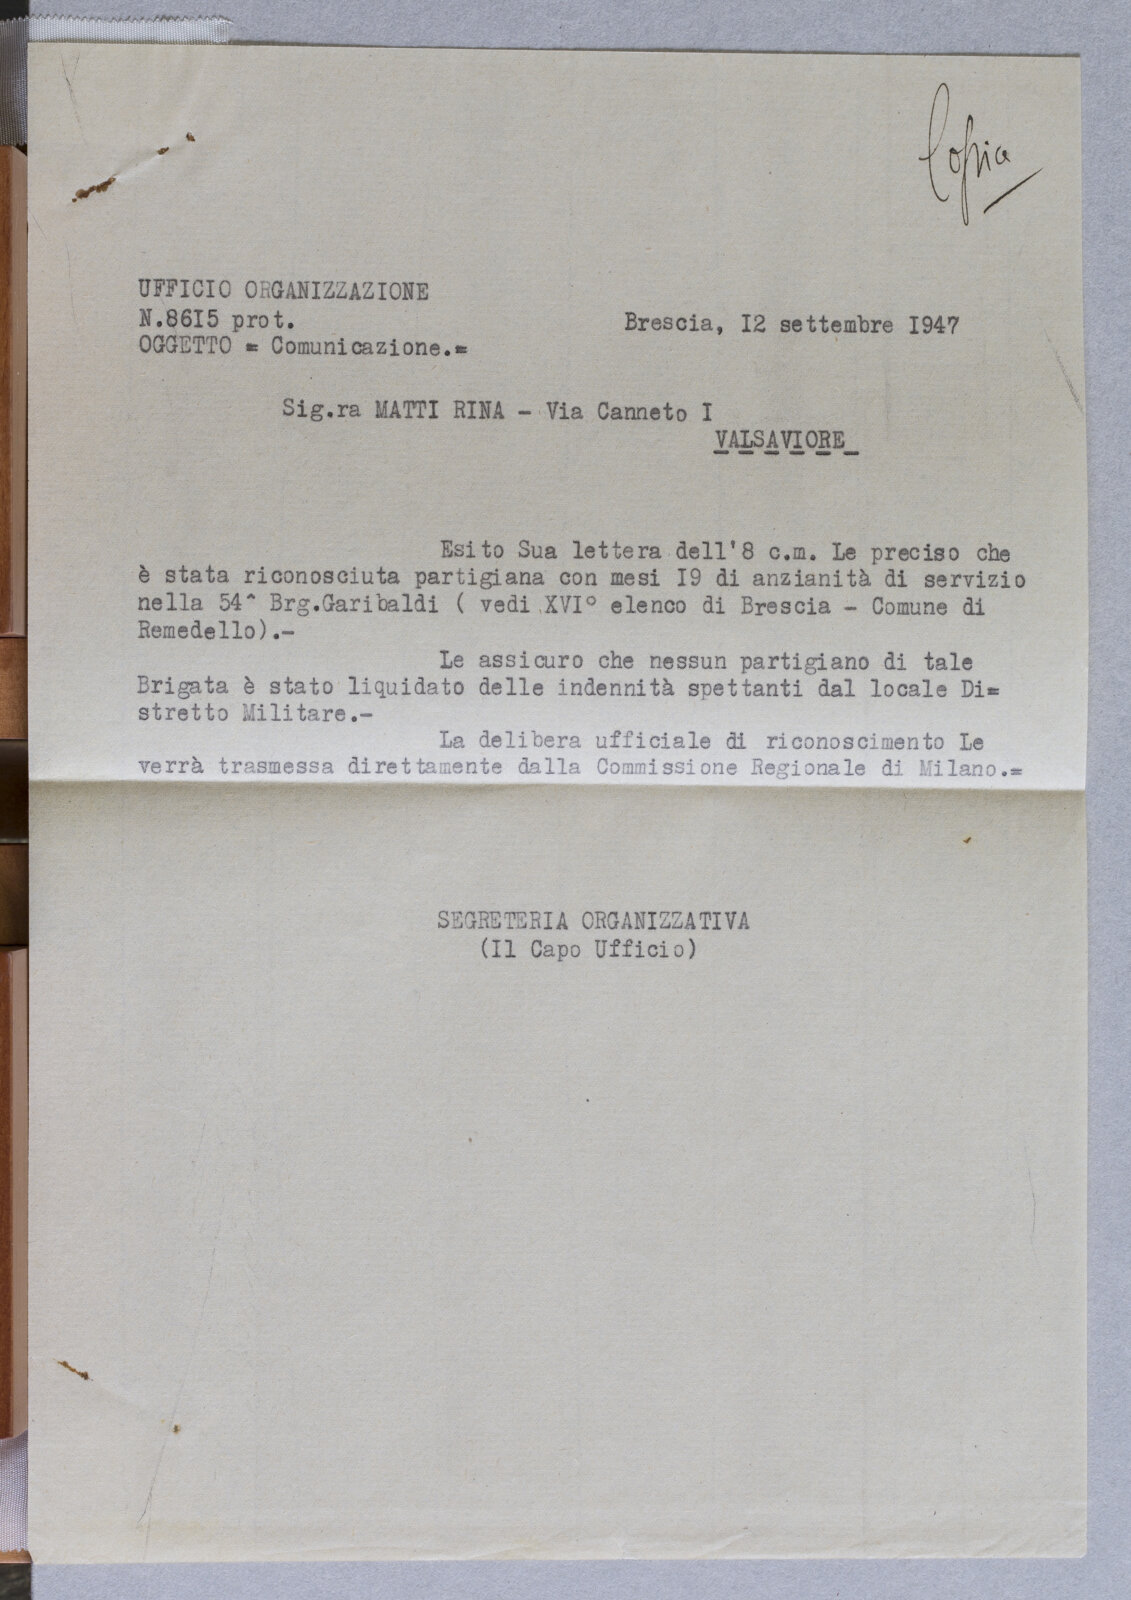 Copia
UFFICIO ORGANIZZAZIONE
N.86I5 prot.
Brescia, I2 settembre I947
OGGETTO = Comunicazione.=
Sig.ra MATTI RINA - Via Canneto I
VALSAVIORE
Esito Sua lettera dell'8 c.m. Le preciso che
è stata riconosciuta partigiana con mesi I9 di anzianità di servizio
nella 54^ Brg.Garibaldi ( vedi XVI° elenco di Brescia - Comune di
Remedello).-
Le assicuro che nessun partigiano di tale
Brigata è stato liquidato delle indennità spettanti dal locale Di=
stretto Militare.-
La delibera ufficiale di riconoscimento Le
verrà trasmessa direttamente dalla Commissione Regionale di Milano.=
SEGRETERIA ORGANIZZATIVA
(Il Capo Ufficio)